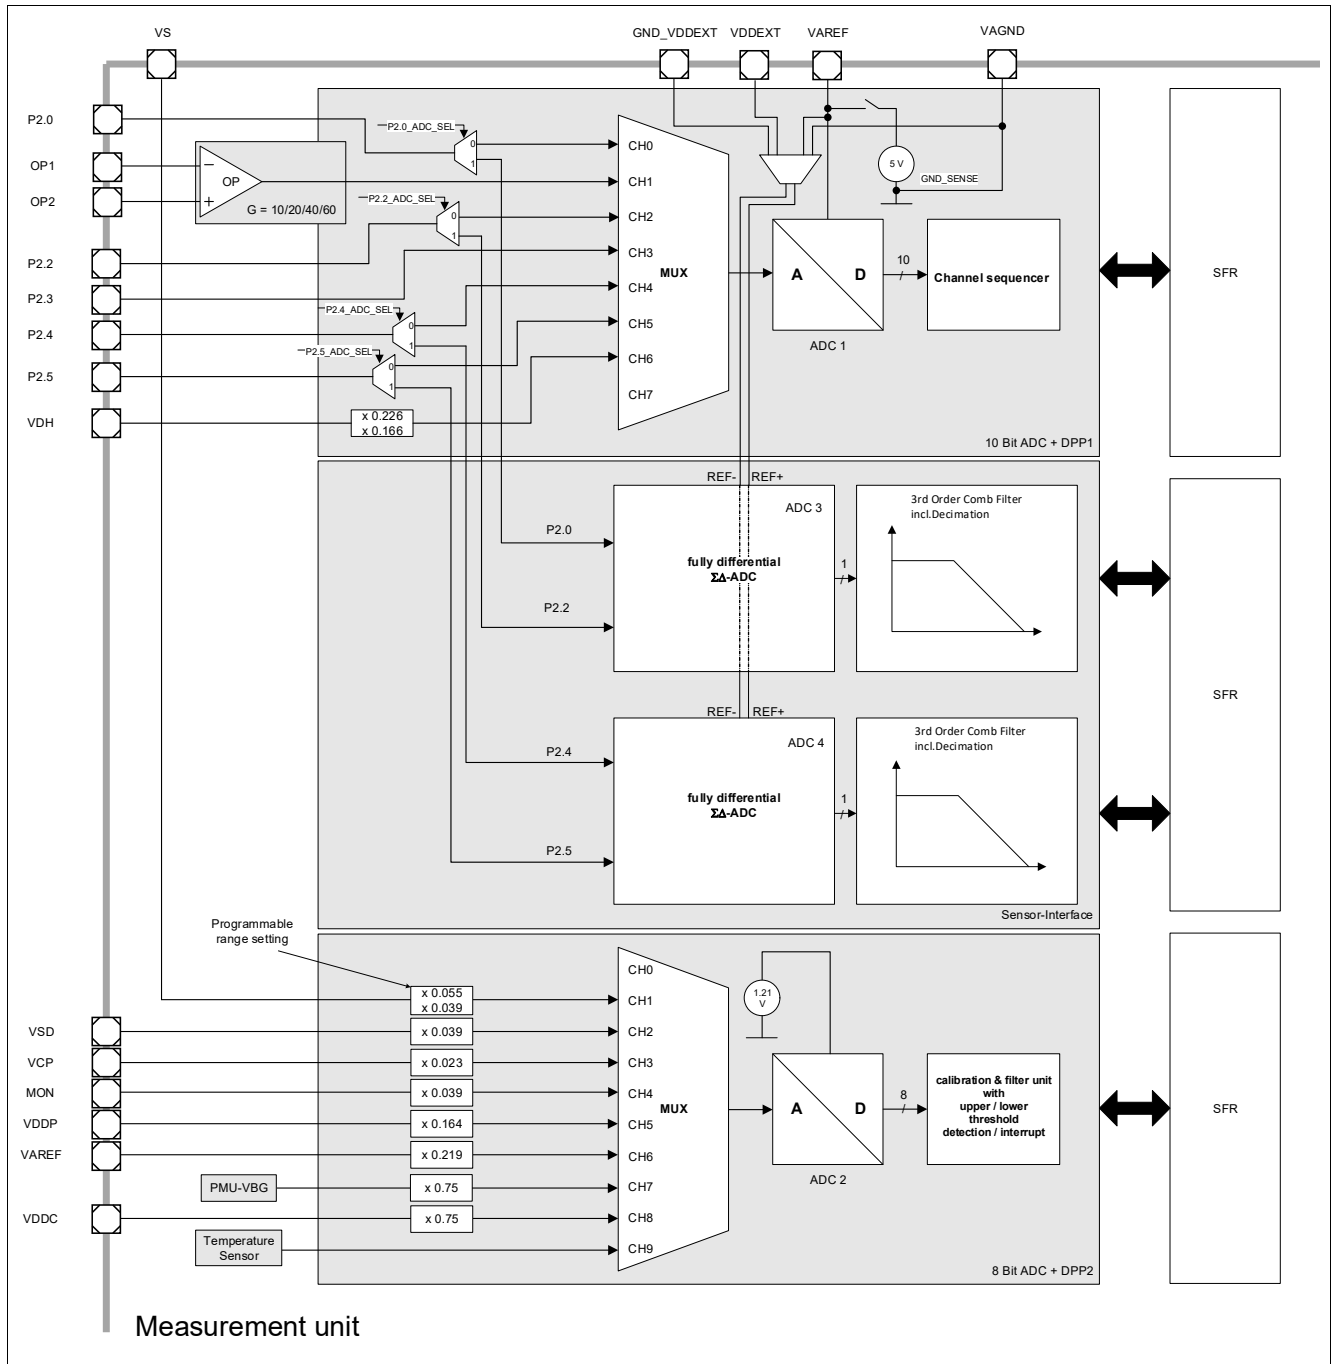 VS
GND_VDDEXT
VDDEXT
VAREF
VAGND
P2.0
OP1
OP2
P2.2
P2.3
P2.4
P2.5
VDH
OP
G = 10/20/40/60
P2.0_ADC_SEL
0
1
P2.2_ADC_SEL
0
1
P2.4_ADC_SEL
0
1
P2.5_ADC_SEL
0
1
x 0.226
x 0.166
CH0
CH1
CH2
CH3
MUX
CH4
CH5
CH6
CH7
5 V
GND_SENSE
A
D
ADC 1
10
Channel sequencer
10 Bit ADC + DPP1
SFR
REF-
REF+
ADC 3
P2.0
fully differential
ΣΔ-ADC
P2.2
1
3rd Order Comb Filter
incl.Decimation
REF-
REF+
ADC 4
P2.4
fully differential
ΣΔ-ADC
P2.5
1
3rd Order Comb Filter
incl.Decimation
Sensor-Interface
SFR
Programmable
range setting
VSD
VCP
MON
VDDP
VAREF
VDDC
PMU-VBG
Temperature
Sensor
x 0.055
x 0.039
x 0.039
x 0.023
x 0.039
x 0.164
x 0.219
x 0.75
x 0.75
CH0
CH1
CH2
CH3
CH4
MUX
CH5
CH6
CH7
CH8
CH9
1.21
V
A
D
ADC 2
8
calibration & filter unit
with
upper / lower
threshold
detection / interrupt
8 Bit ADC + DPP2
SFR
Measurement unit